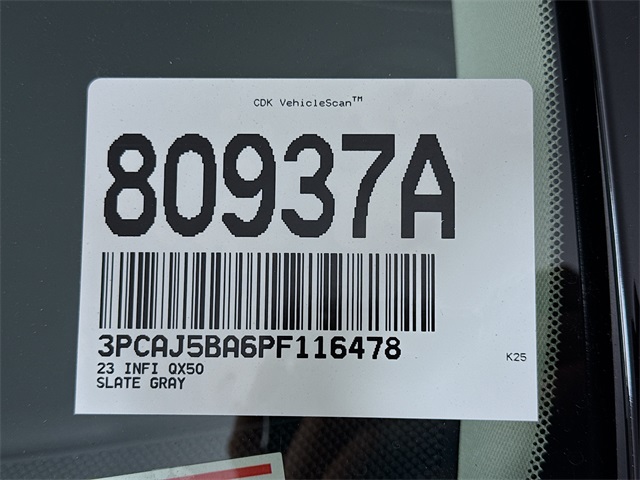 CDK VehicleScan™
80937A
3PCAJ5BA6PF116478
23 INFI QX50
SLATE GRAY
K25